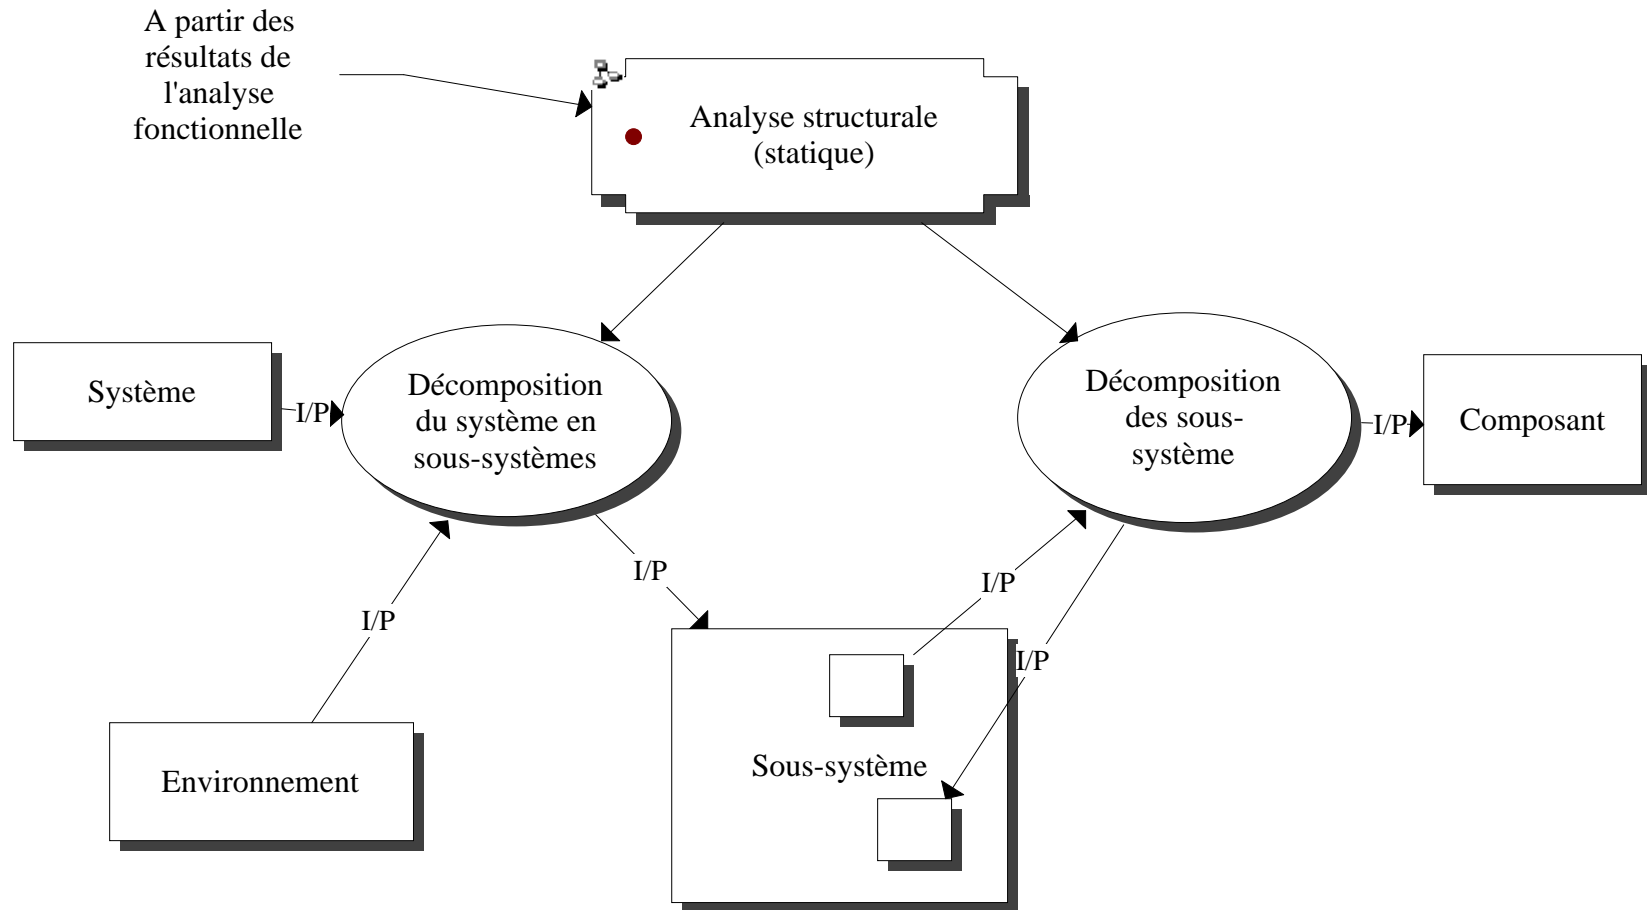 A partir des
résultats de
l'analyse
fonctionnelle
Analyse structurale
(statique)
Système
I/P
Décomposition
du système en
sous-systèmes
Décomposition
des sous-
système
I/P
Composant
I/P
I/P
I/P
I/P
Environnement
Sous-système